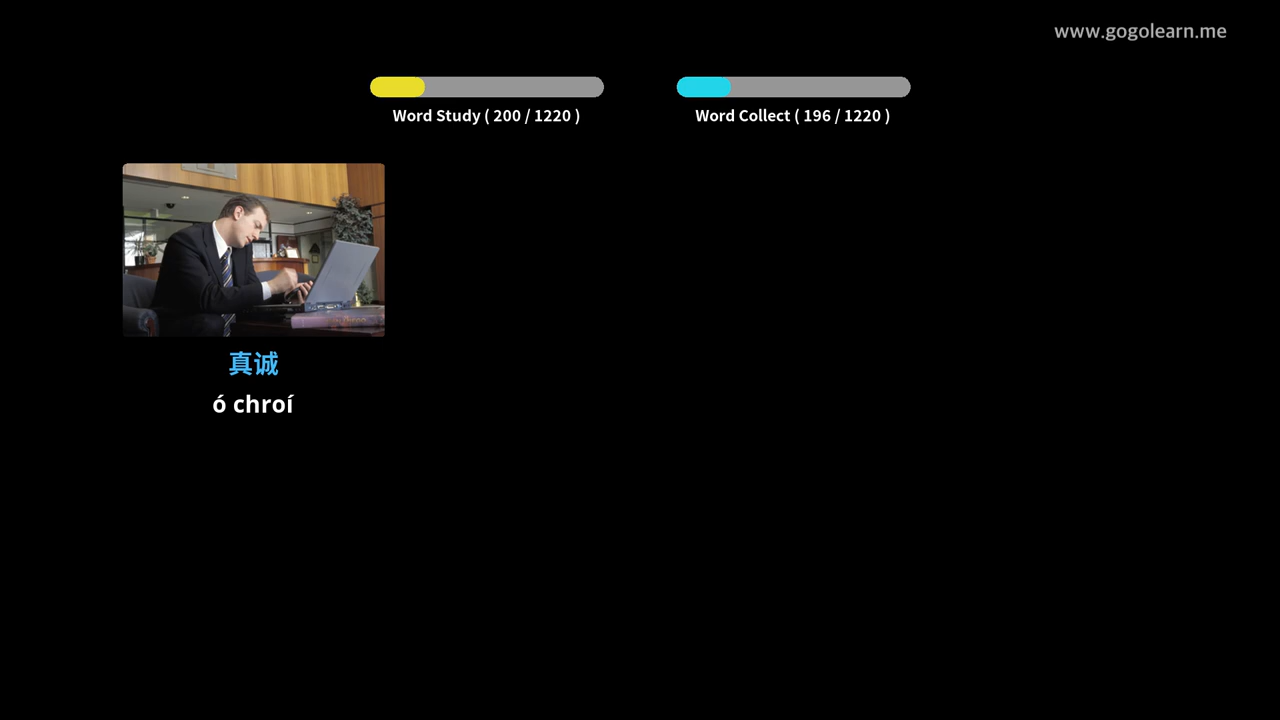 www.gogolearn.me
Word Study ( 200 / 1220 )
Word Collect ( 196 / 1220 )
真诚
ó chroí